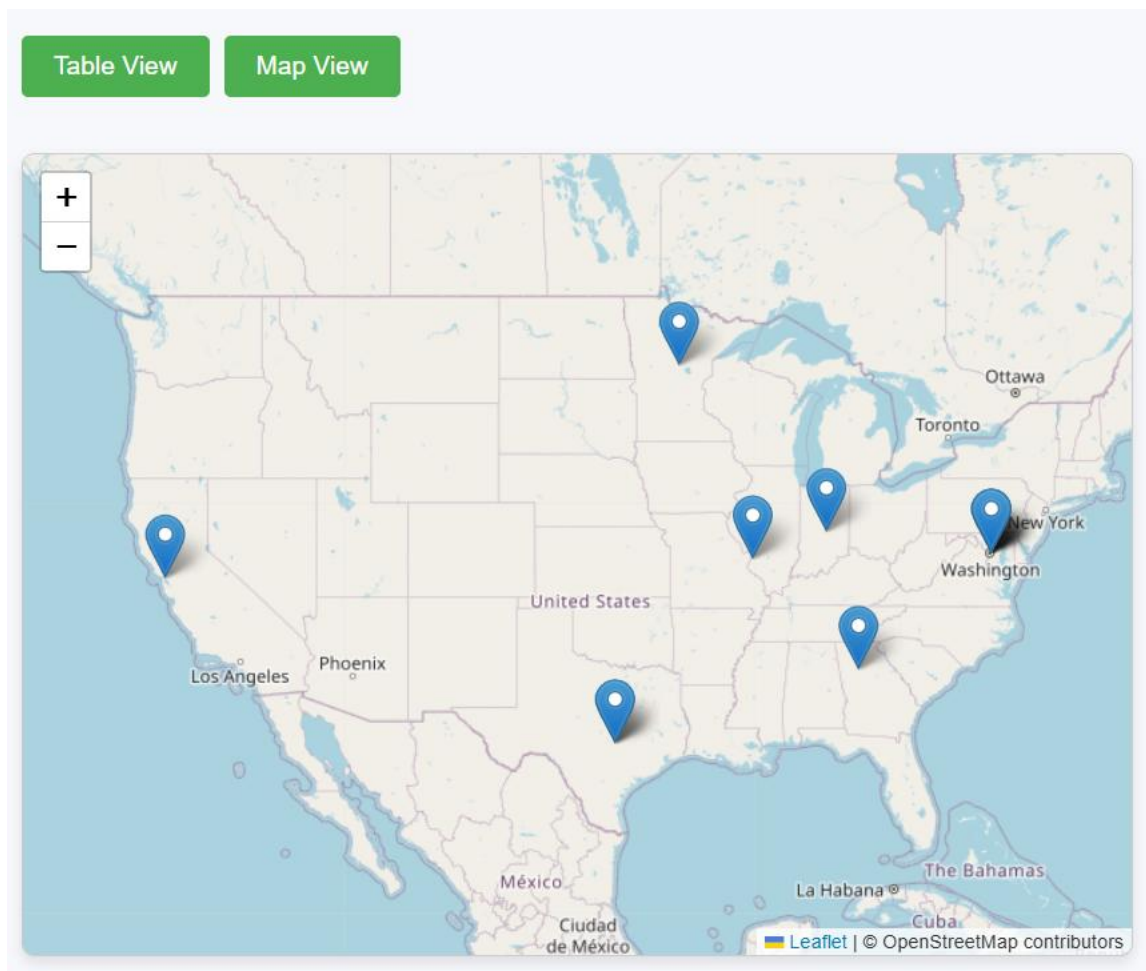 Table View Map View
+
−
Ottawa
Toronto
New York
Washington
United States
Phoenix
Los Angeles
The Bahamas
México
La Habana
Cuba
Ciudad
de México
Leaflet | © OpenStreetMap contributors